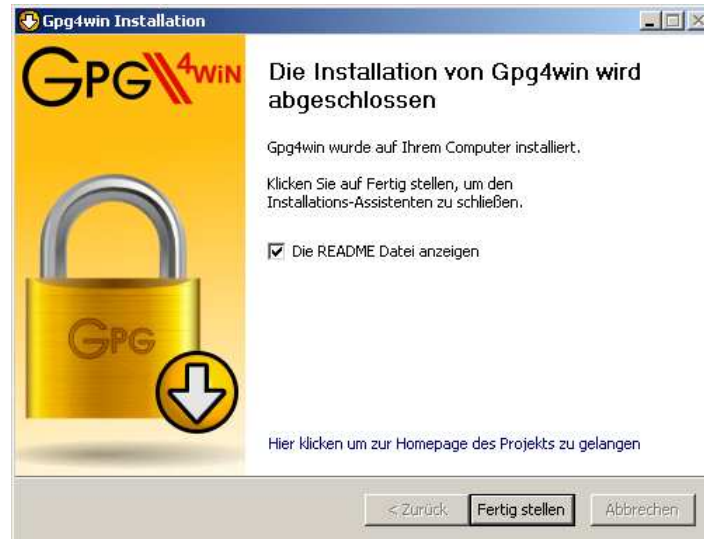 Gpg4win Installation
GPG4WIN
Die Installation von Gpg4win wird
abgeschlossen
Gpg4win wurde auf Ihrem Computer installiert.
Klicken Sie auf Fertig stellen, um den
Installations-Assistenten zu schließen.
Die README Datei anzeigen
GPG
Hier klicken um zur Homepage des Projekts zu gelangen
< Zurück Fertig stellen Abbrechen